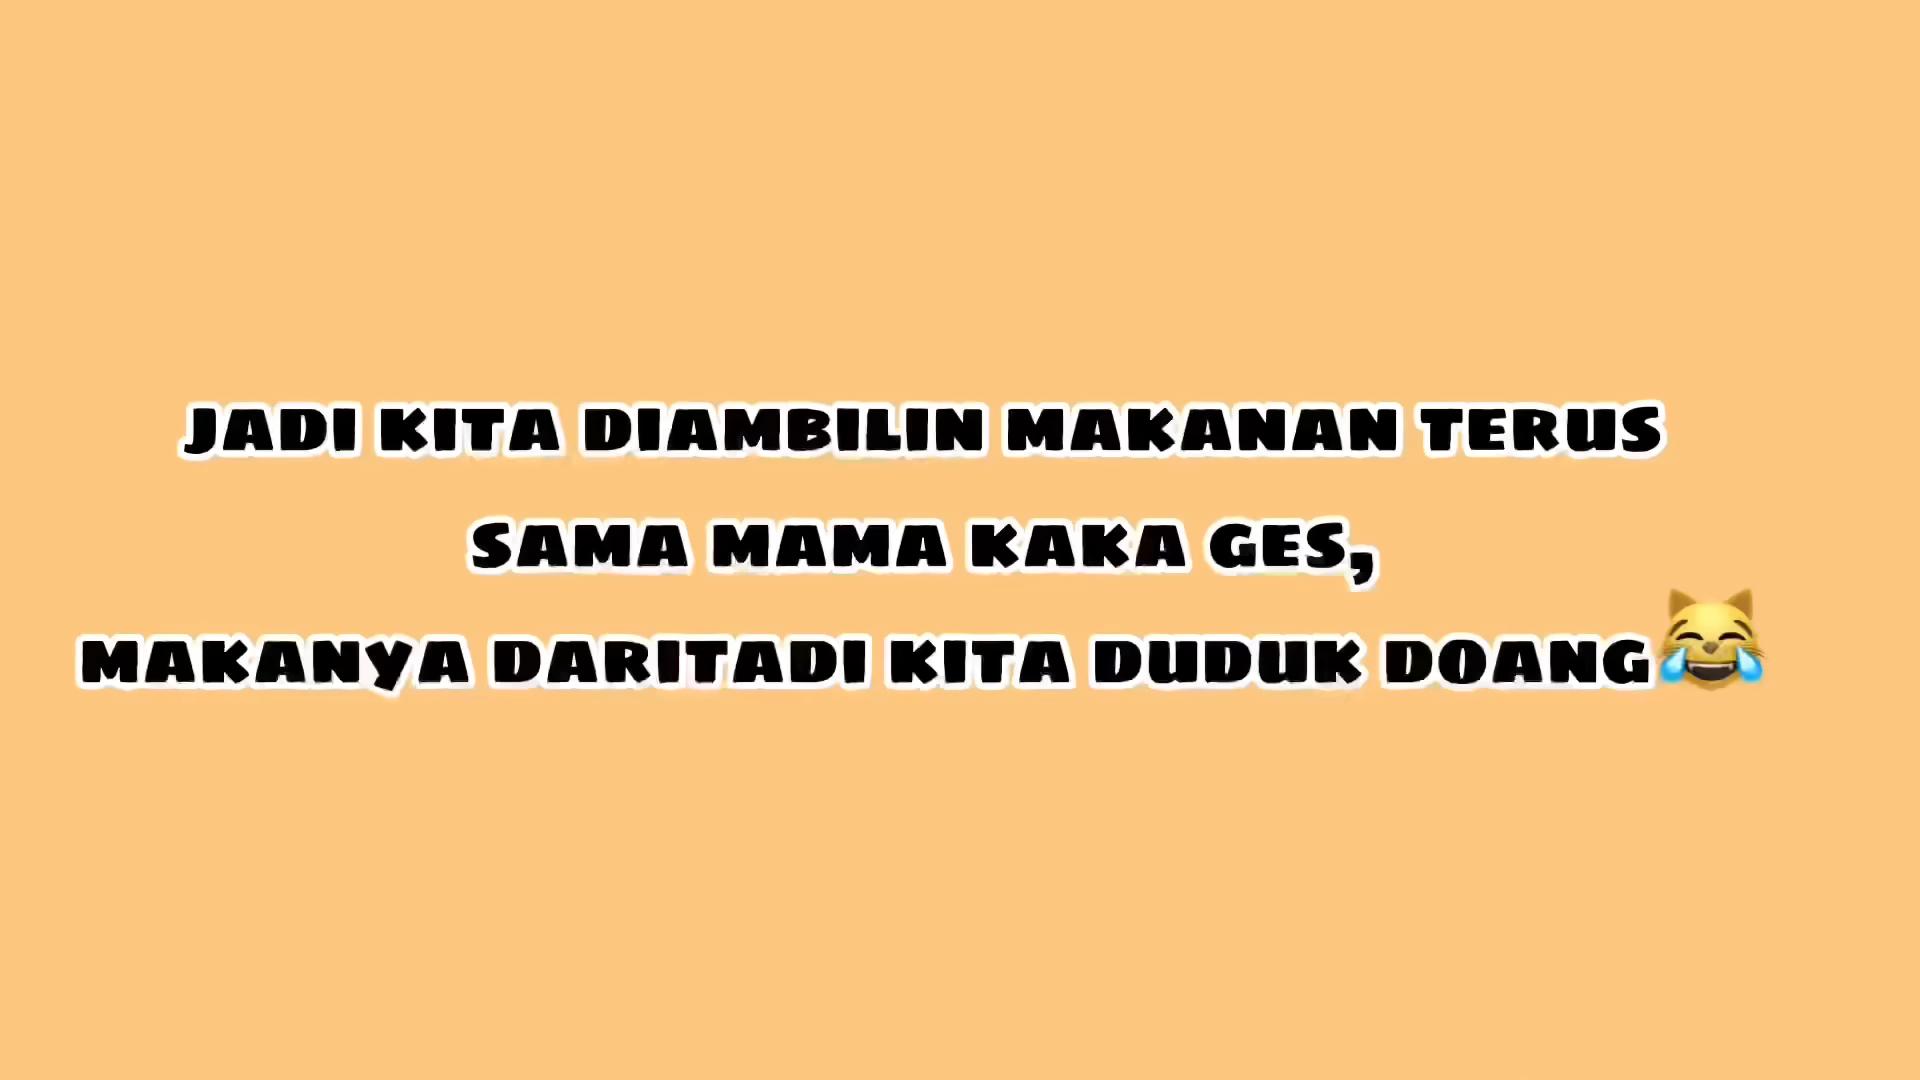 JADI KITA DIAMBILIN MAKANAN TERUS
SAMA MAMA KAKA GES,
MAKANYA DARITADI KITA DUDUK DOANG😹